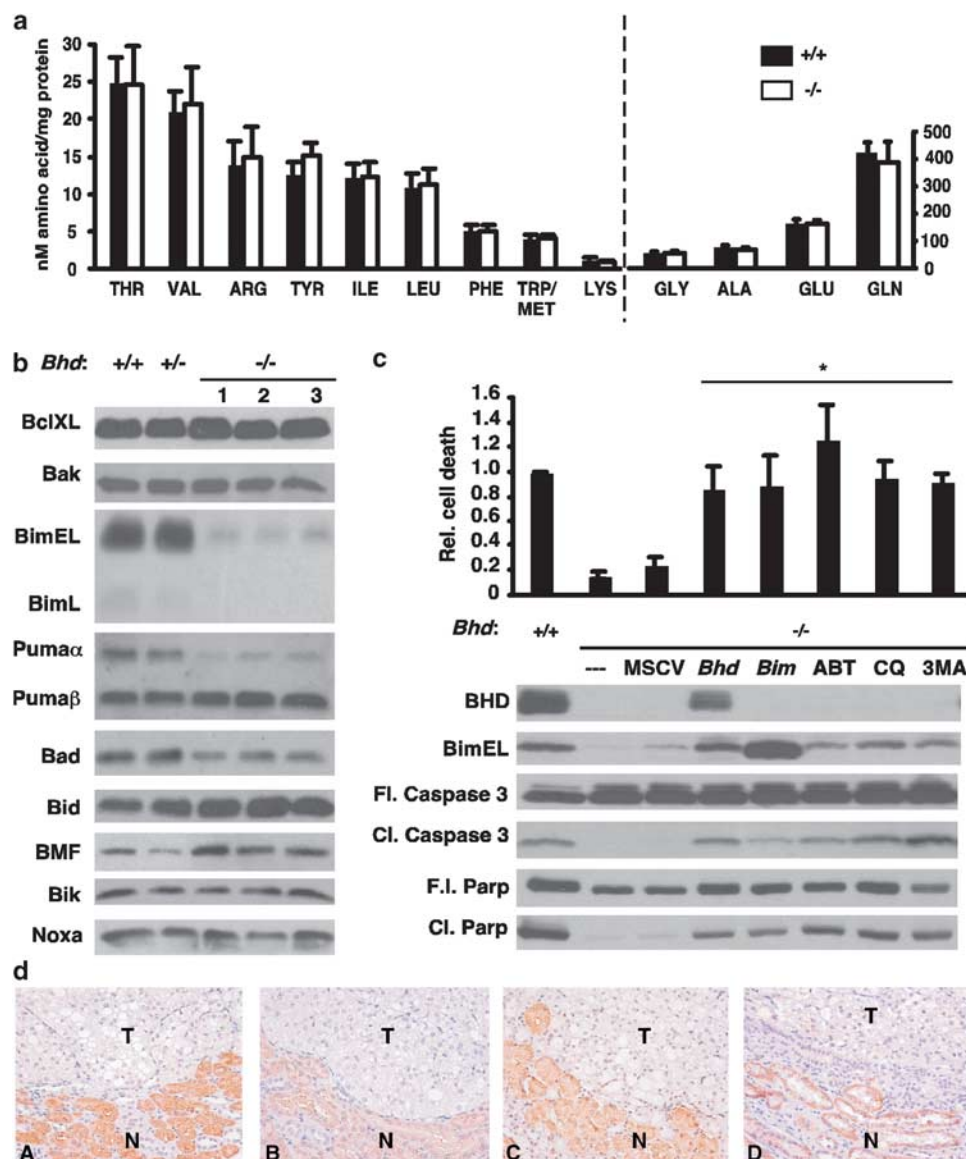 a
30
25
20
15
10
5
0
nM amino acid/mg protein
THR VAL ARG TYR ILE LEU PHE TRP/ LYS GLY ALA GLU GLN
MET
+/+
-/-
500
400
300
200
100
0
b
Bhd: +/+ +/- -/-
1 2 3
BclXL
Bak
BimEL
BimL
Pumaα
Pumaβ
Bad
Bid
BMF
Bik
Noxa
c
*
1.6
1.4
1.2
1.0
0.8
0.6
0.4
0.2
0
Rel. cell death
Bhd: +/+ -/-
--- MSCV Bhd Bim ABT CQ 3MA
BHD
BimEL
Fl. Caspase 3
Cl. Caspase 3
F.l. Parp
Cl. Parp
d
T T T T
N N N N
A B C D